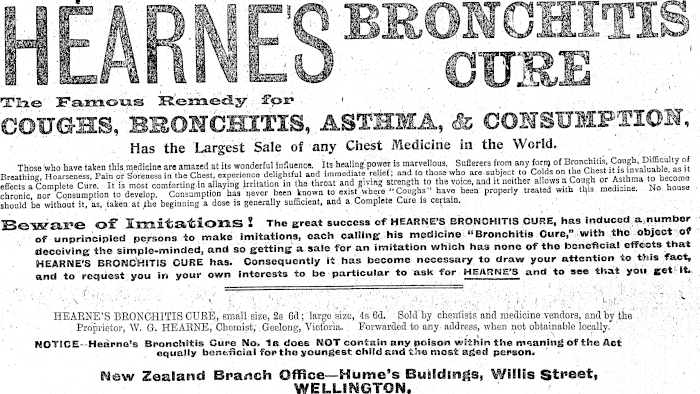 HEARNE'S BRONCHITIS
CURE
The Famous Remedy for
COUGHS, BRONCHITIS, ASTHMA, & CONSUMPTION,
Has the Largest Sale of any Chest Medicine in the World.
Those who have taken this medicine are amazed at its wonderful influence. Its healing power is marvellous. Sufferers from any form of Bronchitis, Cough, Difficulty of
Breathing, Hoarseness, Pain or Soreness in the Chest, experience delightful and immediate relief; and to those who are subject to Colds on the Chest it is invaluable, as it
effects a Complete Cure. It is most comforting in allaying irritation in the throat and giving strength to the voice, and it neither allows a Cough or Asthma to become
chronic, nor Consumption to develop. Consumption has never been known to exist where "Coughs" have been properly treated with this medicine. No house
should be without it, as, taken at the beginning a dose is generally sufficient, and a Complete Cure is certain.
Beware of Imitations! The great success of HEARNE'S BRONCHITIS CURE, has induced a number
of unprincipled persons to make imitations, each calling his medicine "Bronchitis Cure," with the object of
deceiving the simple-minded, and so getting a sale for an imitation which has none of the beneficial effects that
HEARNE'S BRONCHITIS CURE has. Consequently it has become necessary to draw your attention to this fact,
and to request you in your own interests to be particular to ask for HEARNE'S and to see that you get it.
HEARNE'S BRONCHITIS CURE, small size, 2s 6d; large size, 4s 6d. Sold by chemists and medicine vendors, and by the
Proprietor, W. G. HEARNE, Chemist, Geelong, Victoria. Forwarded to any address, when not obtainable locally.
NOTICE—Hearne's Bronchitis Cure No. 1a does NOT contain any poison within the meaning of the Act
equally beneficial for the youngest child and the most aged person.
New Zealand Branch Office—Hume's Buildings, Willis Street,
WELLINGTON.